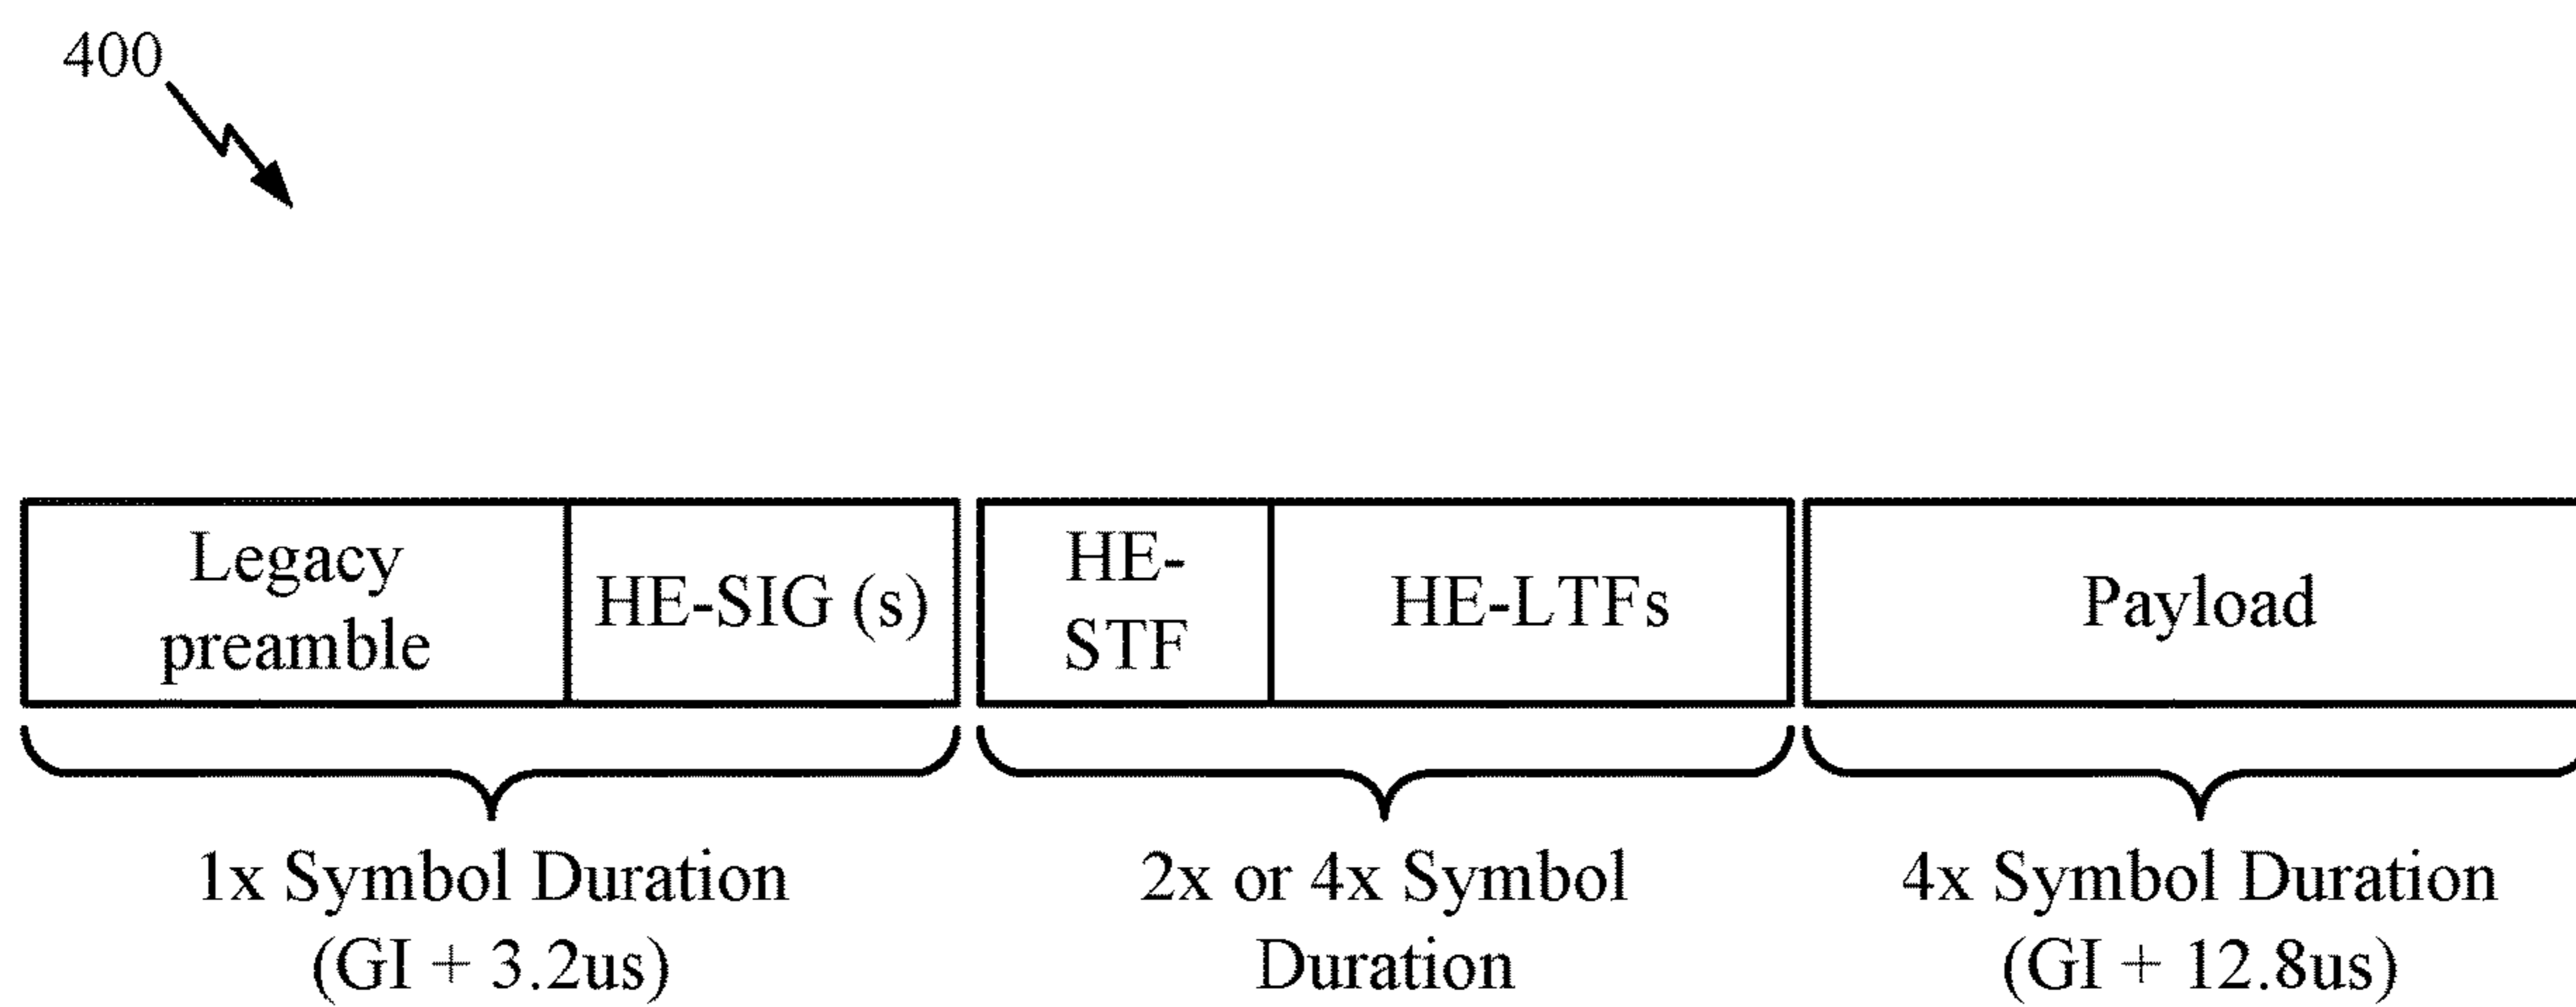 400
Legacy
preamble
HE-SIG (s)
HE-
STF
HE-LTFs
Payload
1x Symbol Duration
(GI + 3.2us)
2x or 4x Symbol
Duration
4x Symbol Duration
(GI + 12.8us)